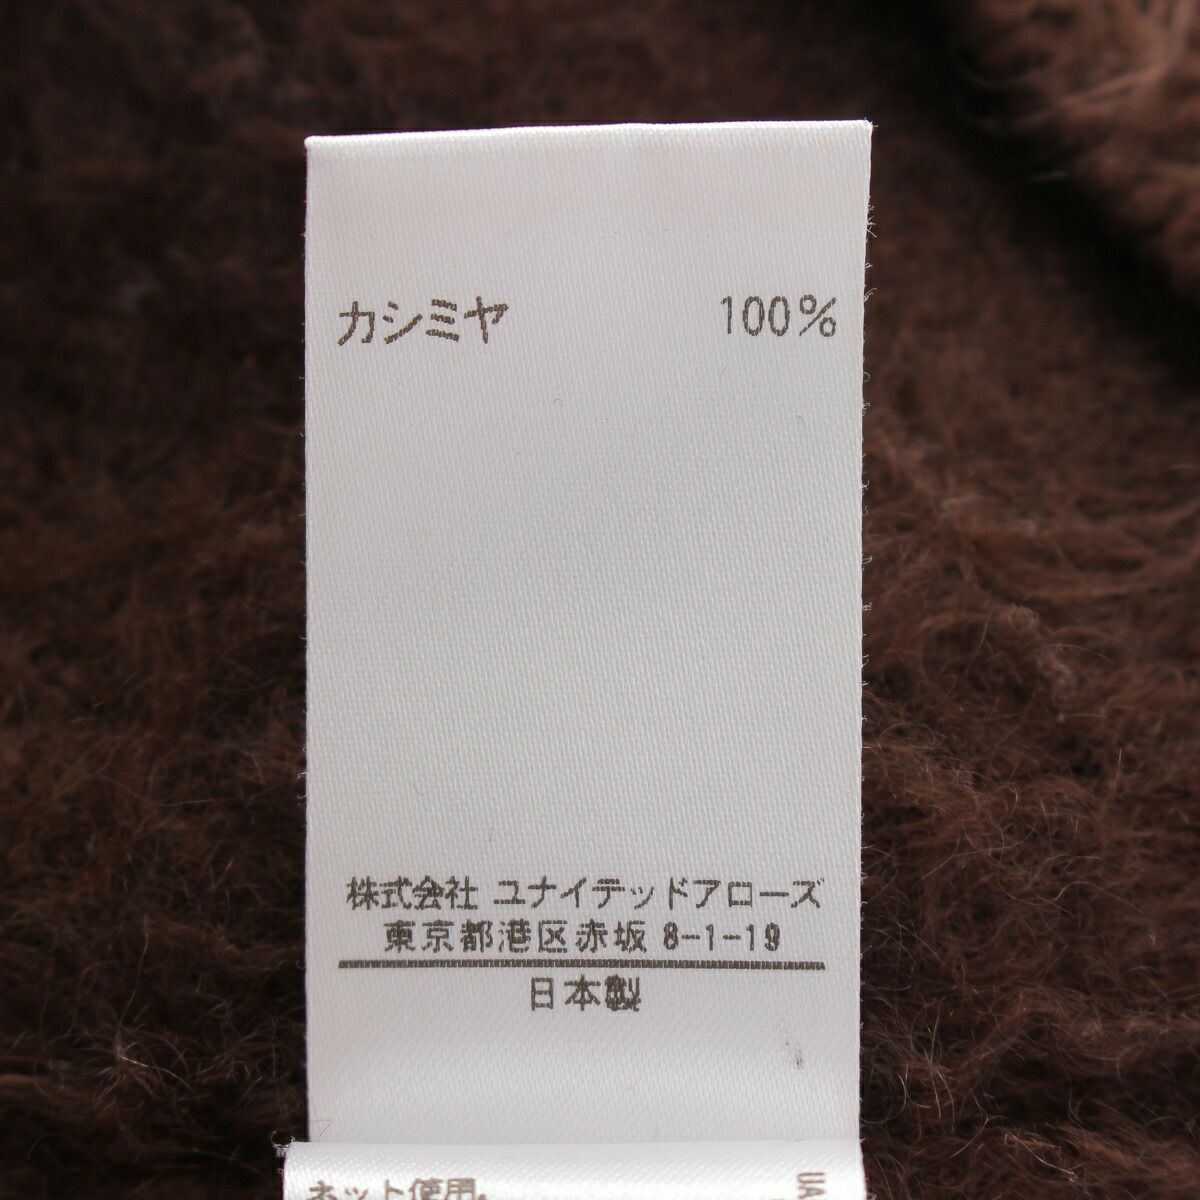 カシミヤ 100%
株式会社 ユナイテッドアローズ
東京都港区赤坂 8-1-19
日本製
ネット使用。
UA